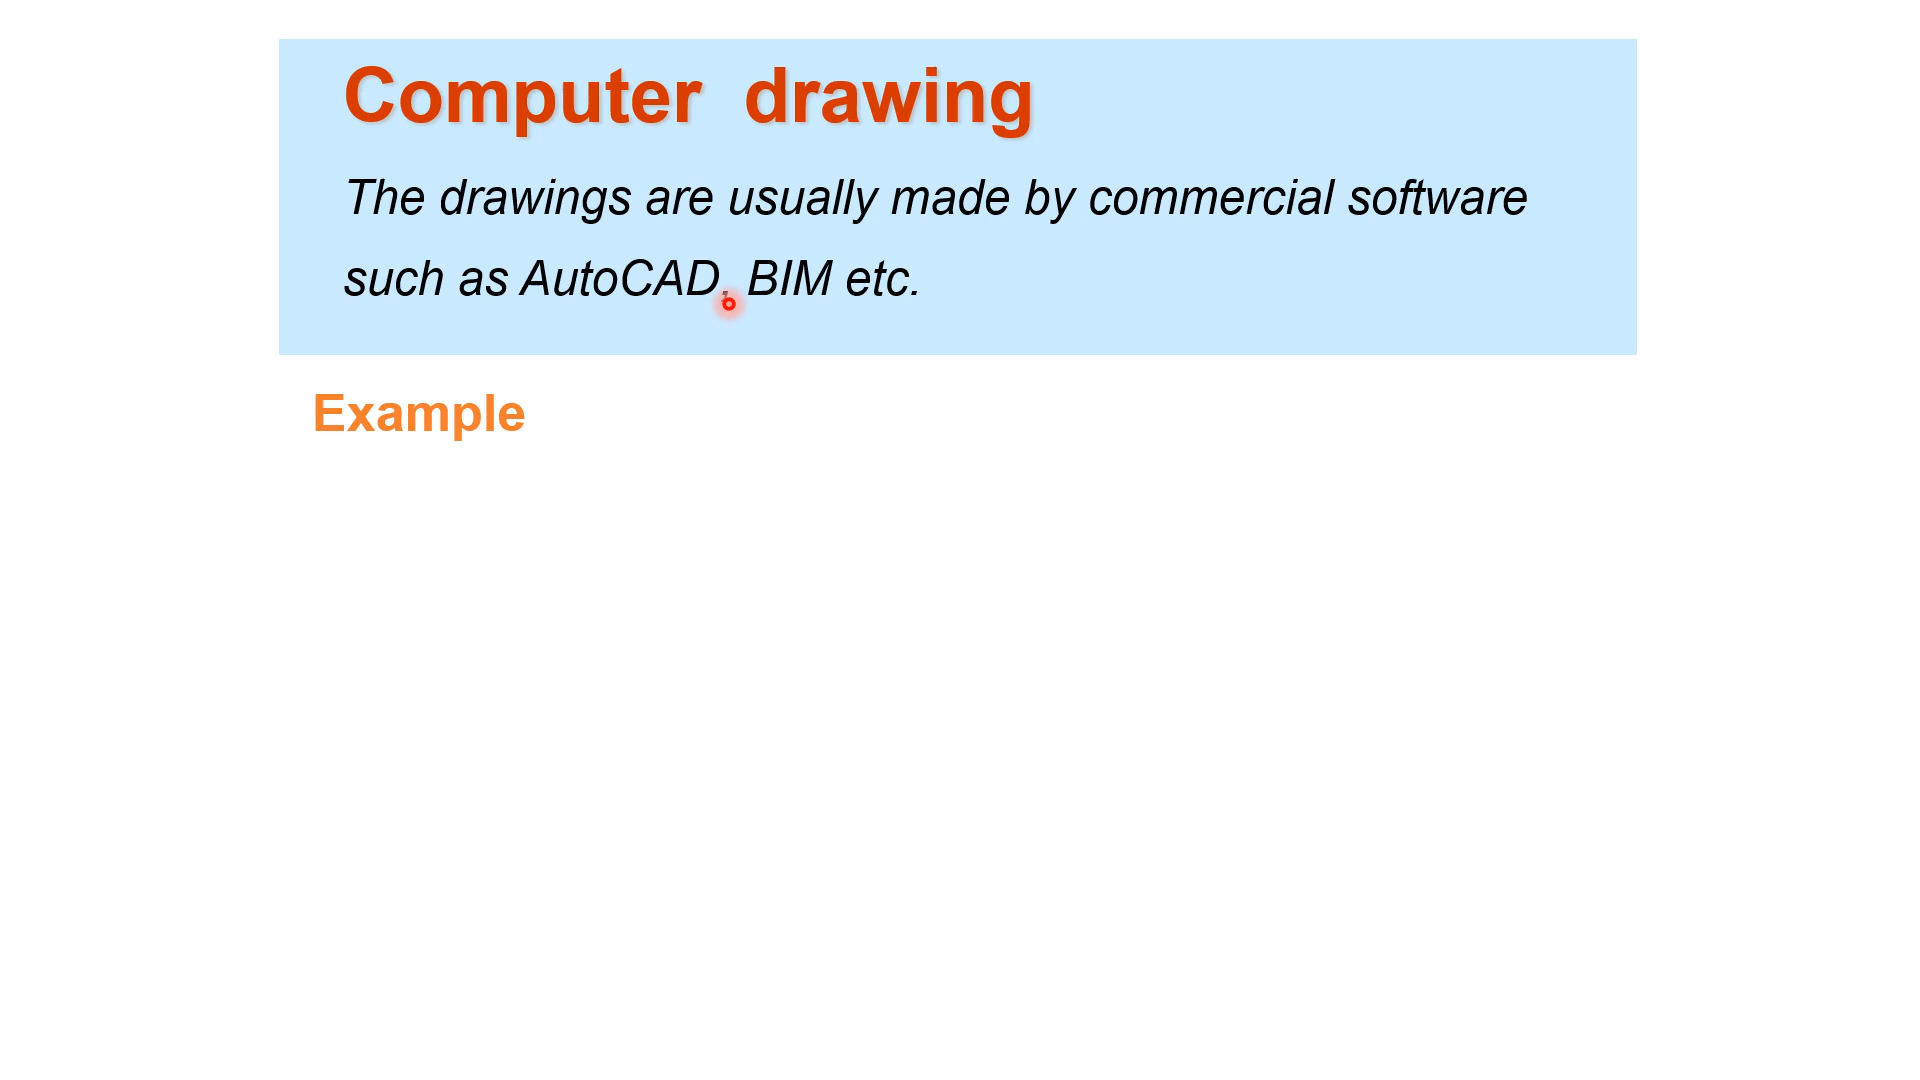 Computer drawing
The drawings are usually made by commercial software
such as AutoCAD, BIM etc.
Example